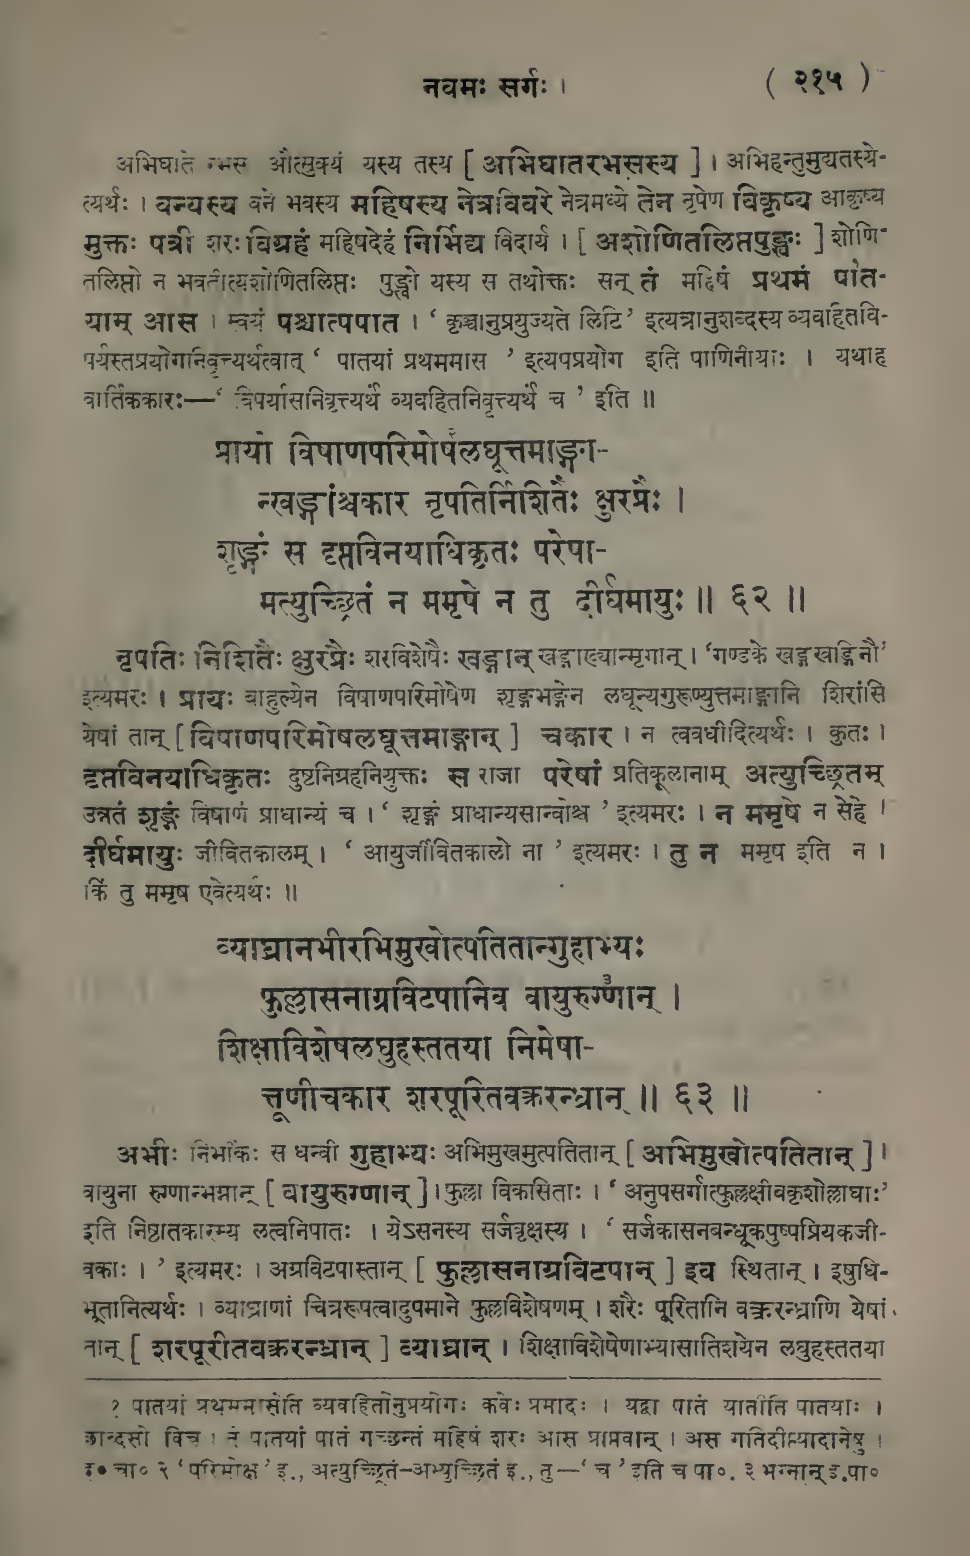 नवमः सर्गः ।
( २१५ )
अभिघाते रभस औत्सुक्यं यस्य तस्य [ अभिघातरभसस्य ] । अभिहन्तुमुद्यतस्ये-
त्यर्थः । वन्यस्य वने भवस्य महिषस्य नेत्रविवरे नेत्रमध्ये तेन नृपेण विकृष्य आकृष्य
मुक्तः पत्री शरः विग्रहं महिषदेहं निर्भिद्य विदार्य । [ अशोणितलिप्तपुङ्खः ] शोणि-
तलिप्तो न भवतीत्यशोणितलिप्तः पुङ्खो यस्य स तथोक्तः सन् तं महिषं प्रथमं पात-
याम् आस । स्वयं पश्चात्पपात । ‘ कृञ्चानुप्रयुज्यते लिटि’ इत्यत्रानुशब्दस्य व्यवहितवि-
पर्यस्तप्रयोगनिवृत्त्यर्थत्वात् ‘ पातयां प्रथममास ’ इत्यपप्रयोग इति पाणिनीयाः । यथाह
वार्तिककारः—‘ विपर्यासनिवृत्त्यर्थं व्यवहितनिवृत्त्यर्थं च ’ इति ॥
प्रायो विषाणपरिमोषलघूत्तमाङ्गा-
न्खड्गांश्चकार नृपतिर्निशितैः क्षुरप्रैः ।
शृङ्गं स दृप्तविनयाधिकृतः परेषा-
मत्युच्छ्रितं न ममृषे न तु दीर्घमायुः ॥ ६२ ॥
नृपतिः निशितैः क्षुरप्रैः शरविशेषैः खड्गान् खड्गाख्यान्मृगान् । ‘गण्डके खड्गखड्गिनौ’
इत्यमरः । प्रायः बाहुल्येन विषाणपरिमोषेण शृङ्गभङ्गेन लघून्यगुरूण्युत्तमाङ्गानि शिरांसि
येषां तान् [ विषाणपरिमोषलघूत्तमाङ्गान् ] चकार । न त्ववधीदित्यर्थः । कुतः ।
दृप्तविनयाधिकृतः दुष्टनिग्रहनियुक्तः स राजा परेषां प्रतिकूलानाम् अत्युच्छ्रितम्
उन्नतं शृङ्गं विषाणं प्राधान्यं च । ‘ शृङ्गं प्राधान्यसान्वोश्च ’ इत्यमरः । न ममृषे न सेहे ।
दीर्घमायुः जीवितकालम् । ‘ आयुर्जीवितकालो ना ’ इत्यमरः । तु न ममृष इति न ।
किं तु ममृष एवेत्यर्थः ॥
व्याघ्रानभीरभिमुखोत्पतितान्गुहाभ्यः
फुल्लासनाग्रविटपानिव वायुरुग्णा३न् ।
शिक्षाविशेषलघुहस्ततया निमेषा-
त्तूणीचकार शरपूरितवक्त्ररन्ध्रान् ॥ ६३ ॥
अभीः निर्भीकः स धन्वी गुहाभ्यः अभिमुखमुत्पतितान् [ अभिमुखोत्पतितान् ] ।
वायुना रुग्णान्भग्नान् [ वायुरुग्णान् ] । फुल्ला विकसिताः । ‘ अनुपसर्गात्फुल्लक्षीबकृशोल्लाघाः’
इति निष्ठातकारस्य लत्वनिपातः । येऽसनस्य सर्जवृक्षस्य । ‘ सर्जकासनबन्धूकपुष्पप्रियकजी-
वकाः । ’ इत्यमरः । अग्रविटपास्तान् [ फुल्लासनाग्रविटपान् ] इव स्थितान् । इषुधि-
भूतानित्यर्थः । व्याघ्राणां चित्ररूपत्वादुपमाने फुल्लविशेषणम् । शरैः पूरितानि वक्त्ररन्ध्राणि येषां
तान् [ शरपूरीतवक्त्ररन्ध्रान् ] व्याघ्रान् । शिक्षाविशेषेणाभ्यासातिशयेन लघुहस्ततया
१ पातयां प्रथममासेति व्यवहितोनुप्रयोगः कवेः प्रमादः । यद्वा पातं यातीति पातयाः ।
छान्दसो विच् । तं पातयां पातं गच्छन्तं महिषं शरः आस प्राप्तवान् । अस गतिदीप्त्यादानेषु ।
इ० चा० २ ‘ परिमोक्ष ’ इ., अत्युच्छ्रितं-अभ्युच्छ्रितं इ., तु —‘ च ’ इति च पा०. ३ भग्नान् इ.पा०